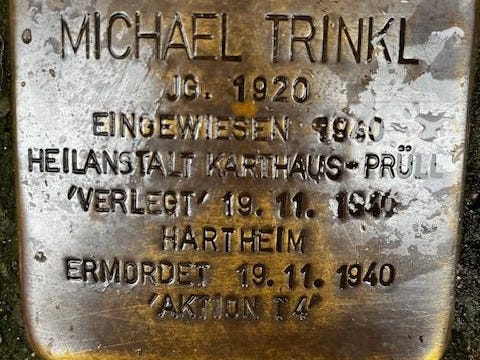 MICHAEL TRINKL
JG. 1920
EINGEWIESEN 1940
HEILANSTALT KARTHAUS-PRÜLL
'VERLEGT' 19.11.1940
HARTHEIM
ERMORDET 19.11.1940
'AKTION T4'